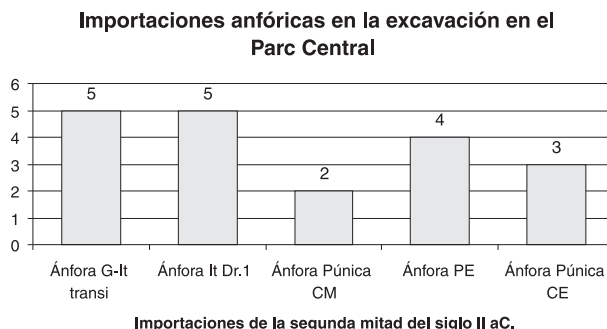 Importaciones anfóricas en la excavación en el
Parc Central
6
5
4
3
2
1
0
5
5
2
4
3
Ánfora G-It
transi
Ánfora It Dr.1
Ánfora Púnica
CM
Ánfora PE
Ánfora Púnica
CE
Importaciones de la segunda mitad del siglo II aC.